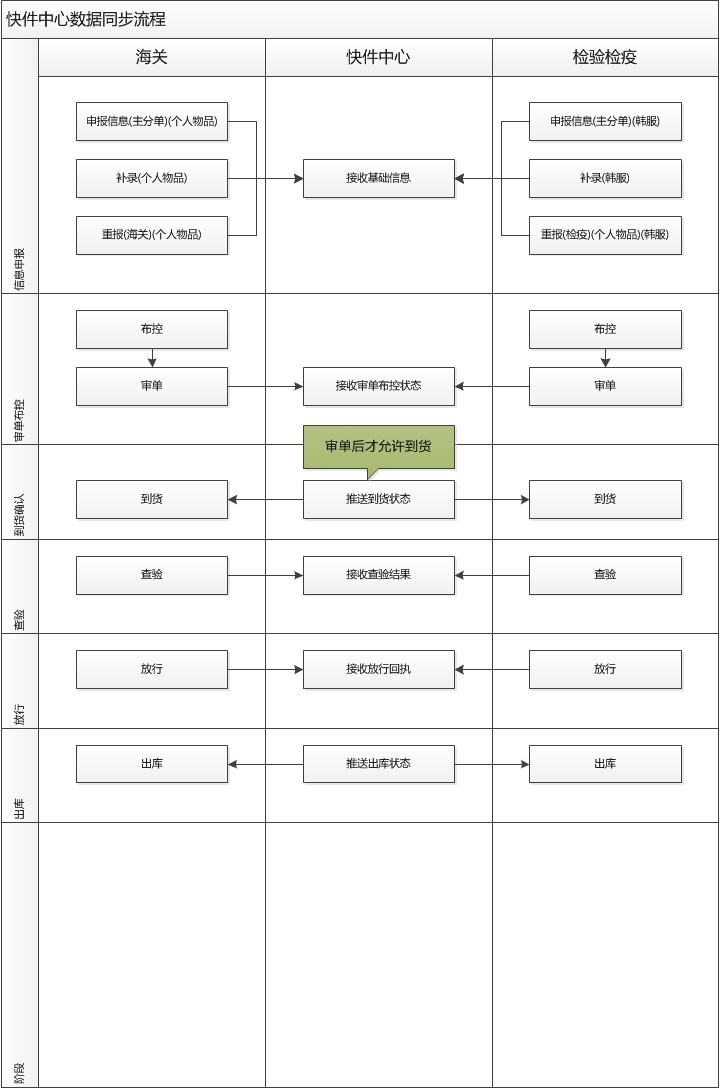 快件中心数据同步流程
海关
快件中心
检验检疫
信息申报
申报信息(主分单)(个人物品)
申报信息(主分单)(韩服)
补录(个人物品)
接收基础信息
补录(韩服)
重报(海关)(个人物品)
重报(检疫)(个人物品)(韩服)
审单布控
布控
布控
审单
接收审单布控状态
审单
审单后才允许到货
到货确认
到货
推送到货状态
到货
查验
查验
接收查验结果
查验
放行
放行
接收放行回执
放行
出库
出库
推送出库状态
出库
阶段